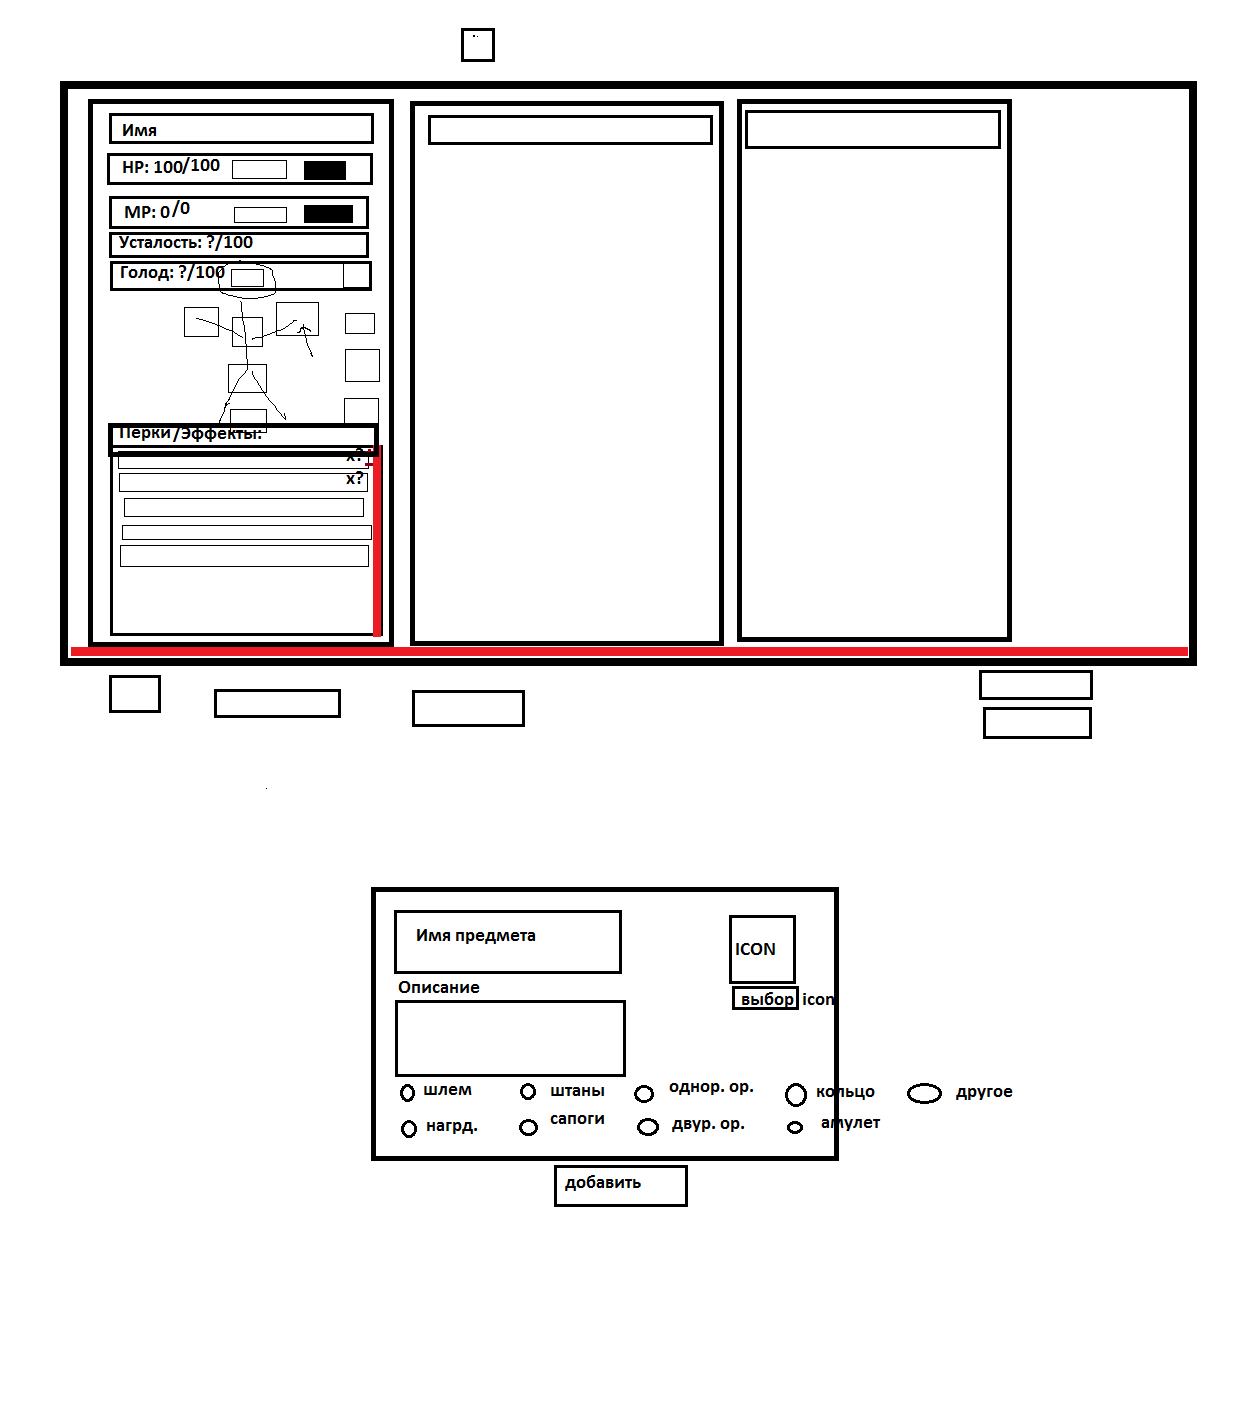 Имя
HP: 100/100
MP: 0/0
Усталость: ?/100
Голод: ?/100
Перки/Эффекты:
x?
x?
Имя предмета
ICON
Описание
выбор icon
шлем штаны однор. ор. кольцо другое
нагрд. сапоги двур. ор. амулет
добавить